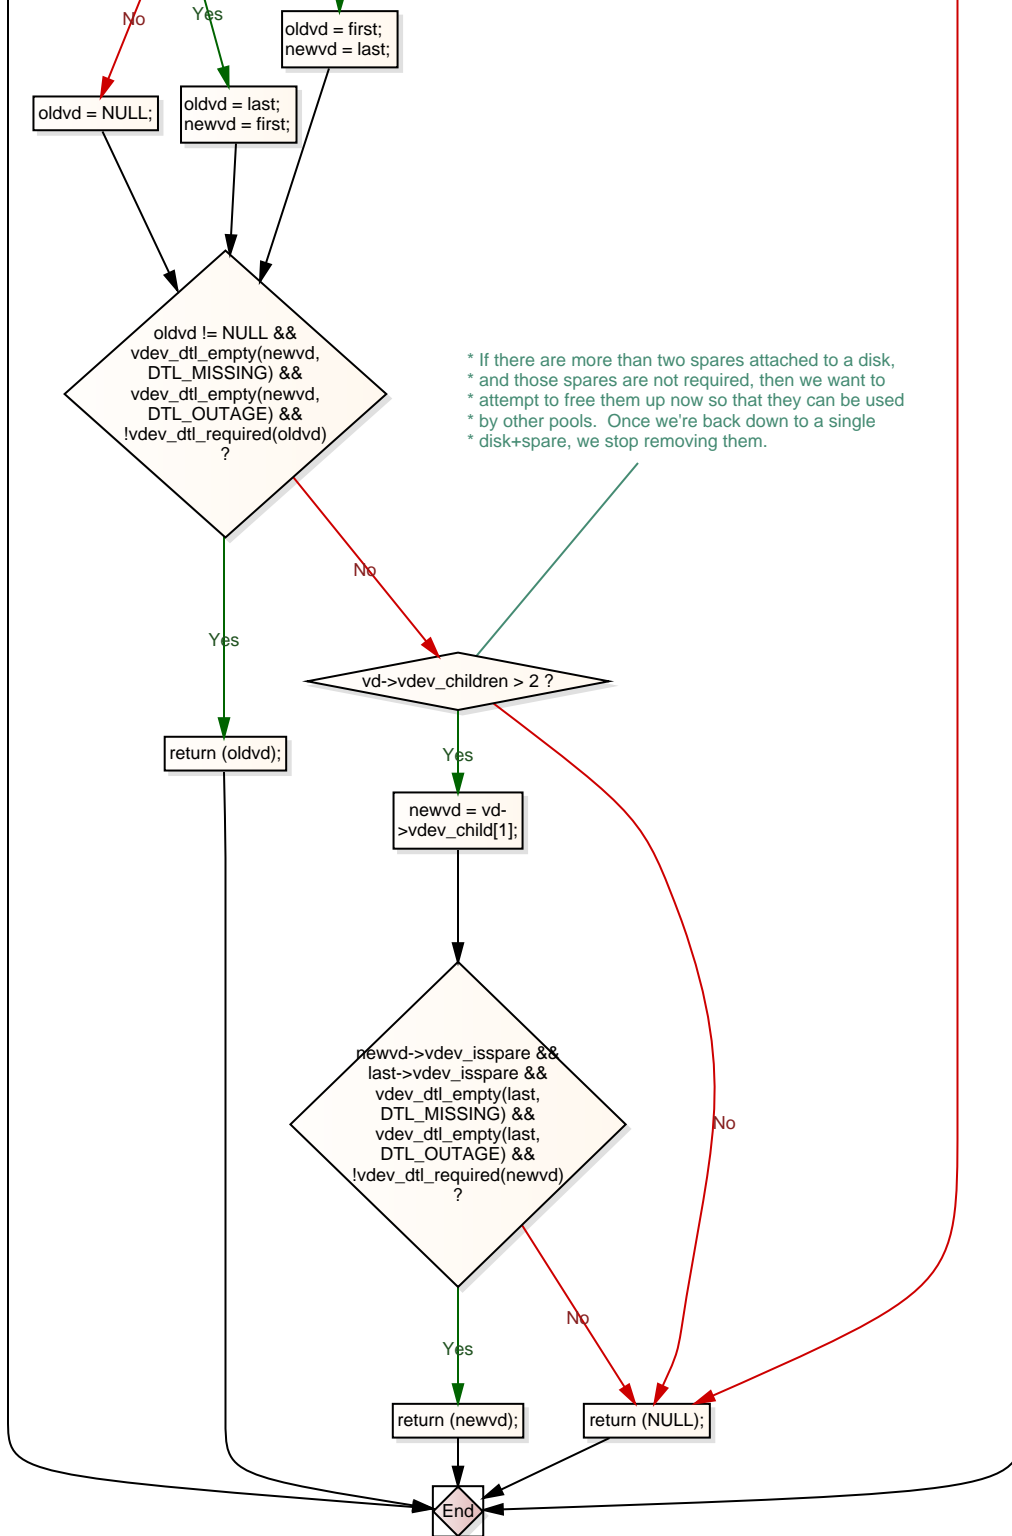 No
Yes
oldvd = first;
newvd = last;
oldvd = NULL;
oldvd = last;
newvd = first;
oldvd != NULL &&
vdev_dtl_empty(newvd,
DTL_MISSING) &&
vdev_dtl_empty(newvd,
DTL_OUTAGE) &&
!vdev_dtl_required(oldvd)
?
* If there are more than two spares attached to a disk,
* and those spares are not required, then we want to
* attempt to free them up now so that they can be used
* by other pools.  Once we're back down to a single
* disk+spare, we stop removing them.
No
Yes
vd->vdev_children > 2 ?
return (oldvd);
Yes
newvd = vd-
>vdev_child[1];
newvd->vdev_isspare &&
last->vdev_isspare &&
vdev_dtl_empty(last,
DTL_MISSING) &&
vdev_dtl_empty(last,
DTL_OUTAGE) &&
!vdev_dtl_required(newvd)
?
No
No
Yes
return (newvd);
return (NULL);
End